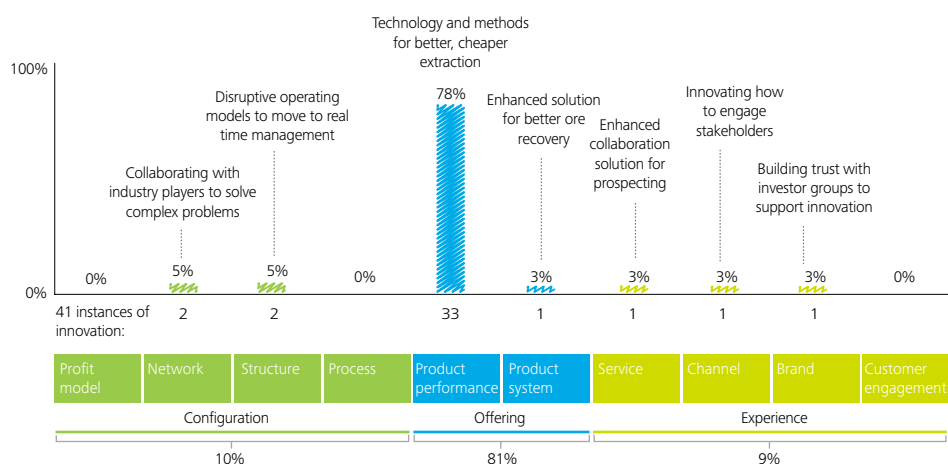 Technology and methods
for better, cheaper
extraction
100%
78%
Disruptive operating
models to move to real
time management
Enhanced solution
for better ore
recovery
Innovating how
to engage
stakeholders
Enhanced
collaboration
solution for
prospecting
Collaborating with
industry players to solve
complex problems
Building trust with
investor groups to
support innovation
0%
5%
5%
0%
3%
3%
3%
3%
0%
0%
41 instances of
innovation:
2
2
33
1
1
1
1
Profit
model
Network
Structure
Process
Product
performance
Product
system
Service
Channel
Brand
Customer
engagement
Configuration
Offering
Experience
10%
81%
9%